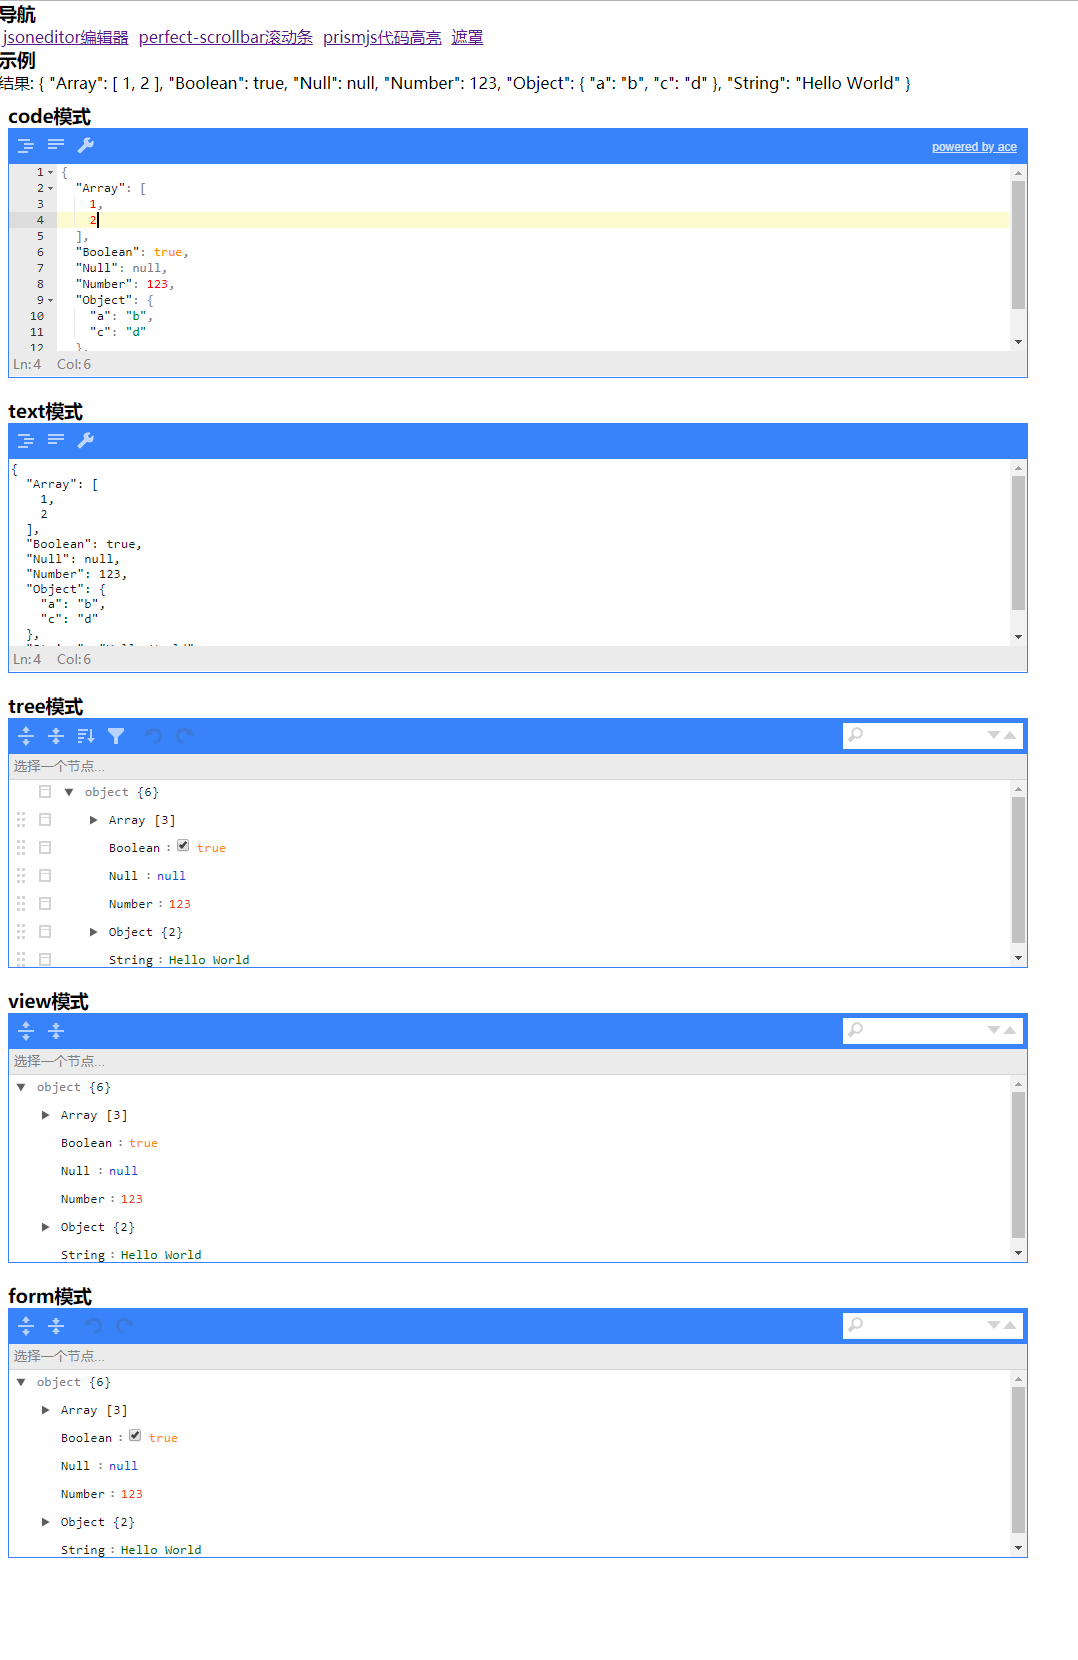 导航
jsoneditor编辑器 perfect-scrollbar滚动条 prismjs代码高亮 遮罩
示例
结果: { "Array": [ 1, 2 ], "Boolean": true, "Null": null, "Number": 123, "Object": { "a": "b", "c": "d" }, "String": "Hello World" }
code模式
powered by ace
1 {
2 "Array": [
3 1,
4 2
5 ],
6 "Boolean": true,
7 "Null": null,
8 "Number": 123,
9 "Object": {
10 "a": "b",
11 "c": "d"
12 },
Ln:4 Col:6
text模式
{
"Array": [
1,
2
],
"Boolean": true,
"Null": null,
"Number": 123,
"Object": {
"a": "b",
"c": "d"
},
"String": "Hello World"
Ln:4 Col:6
tree模式
选择一个节点...
object {6}
Array [3]
Boolean : true
Null : null
Number : 123
Object {2}
String : Hello World
view模式
选择一个节点...
object {6}
Array [3]
Boolean : true
Null : null
Number : 123
Object {2}
String : Hello World
form模式
选择一个节点...
object {6}
Array [3]
Boolean : true
Null : null
Number : 123
Object {2}
String : Hello World